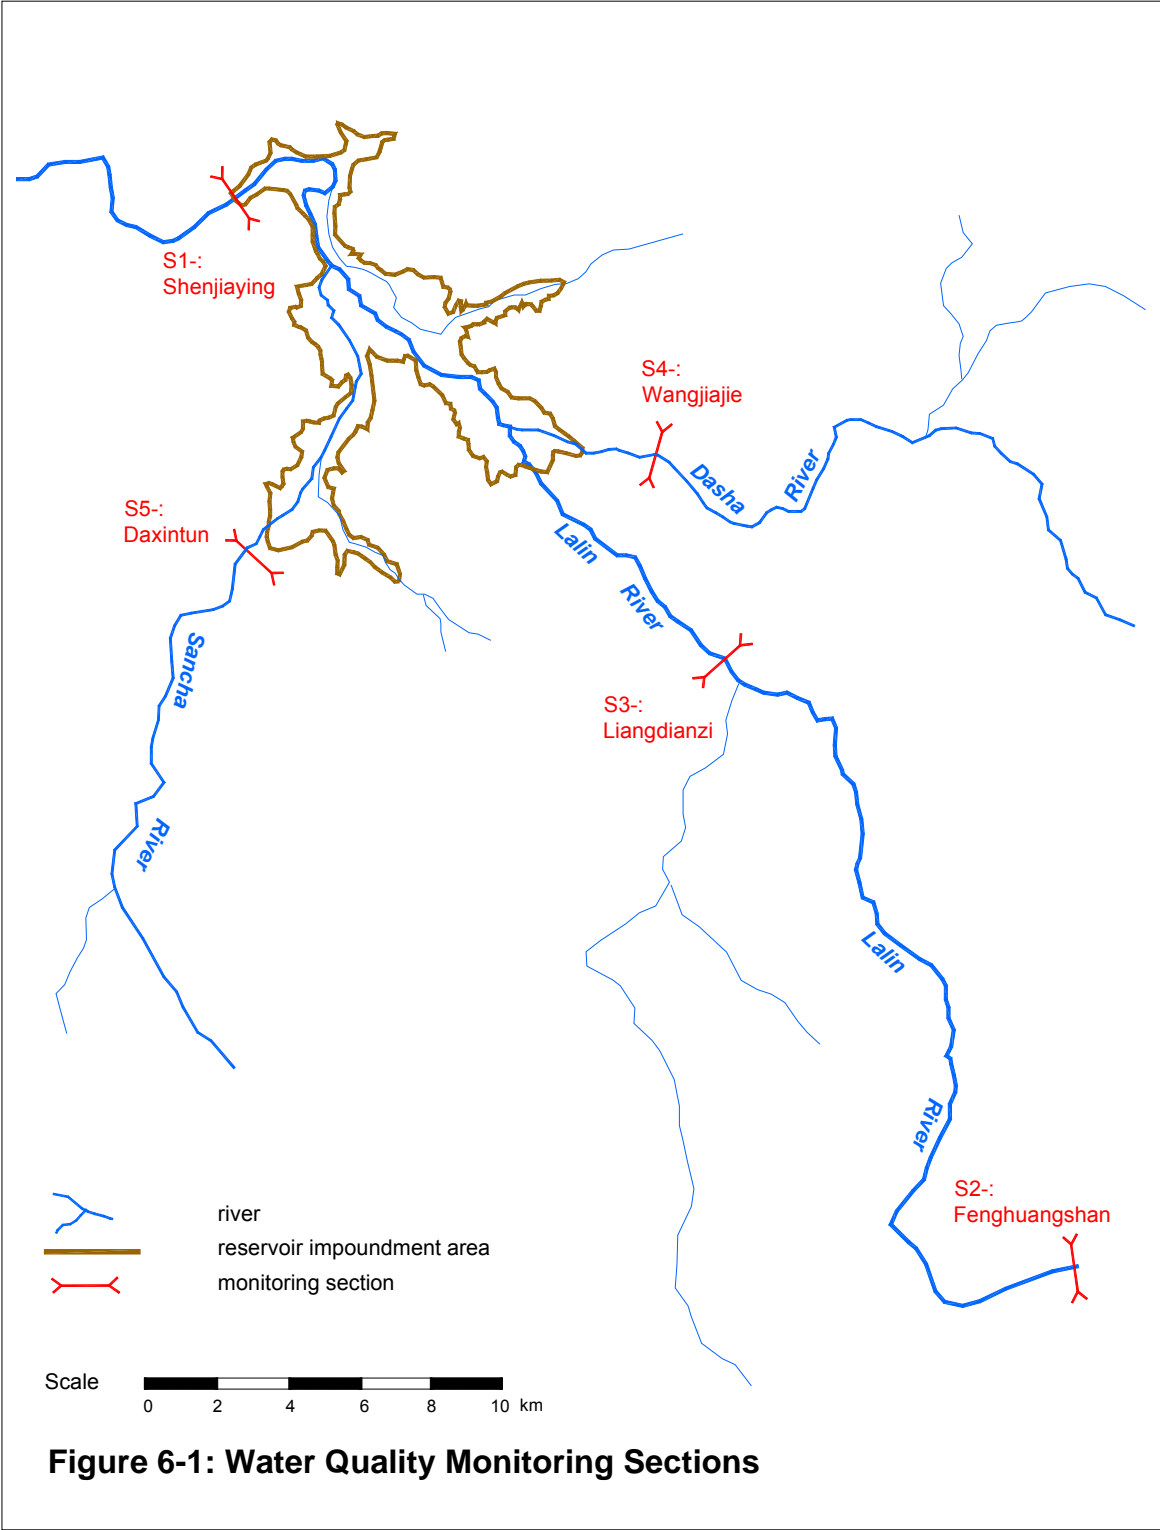 S1-:
Shenjiaying
S4-:
Wangjiajie
Dasha
River
S5-:
Daxintun
Lalin
River
Sancha
River
S3-:
Liangdianzi
Lalin
River
S2-:
Fenghuangshan
river
reservoir impoundment area
monitoring section
Scale
0 2 4 6 8 10 km
Figure 6-1: Water Quality Monitoring Sections